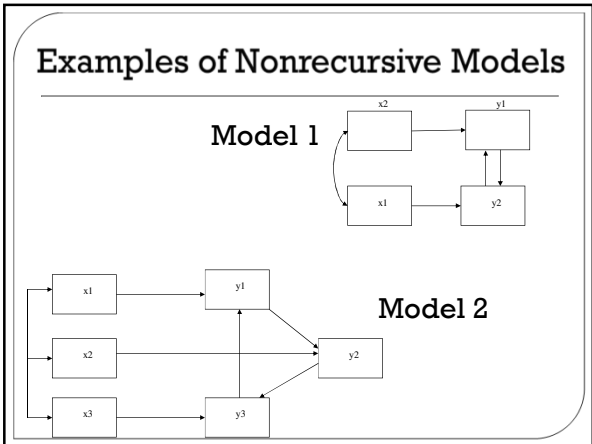 Examples of Nonrecursive Models
x2 y1
Model 1
x1 y2
x1 y1
Model 2
x2 y2
x3 y3